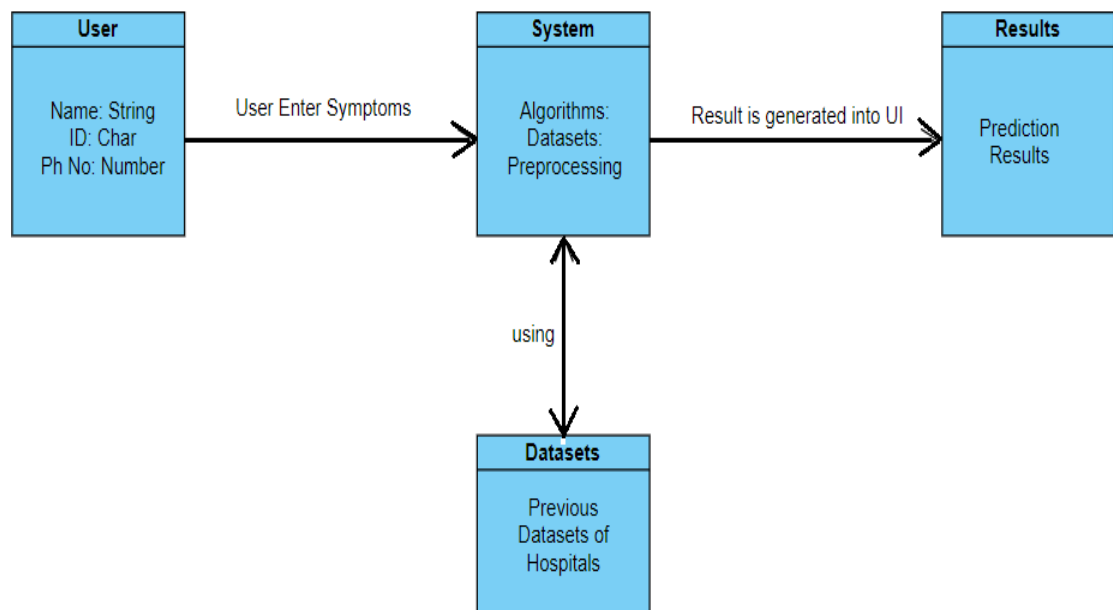 User
Name: String
ID: Char
Ph No: Number
User Enter Symptoms
System
Algorithms:
Datasets:
Preprocessing
Result is generated into UI
Results
Prediction
Results
using
Datasets
Previous
Datasets of
Hospitals